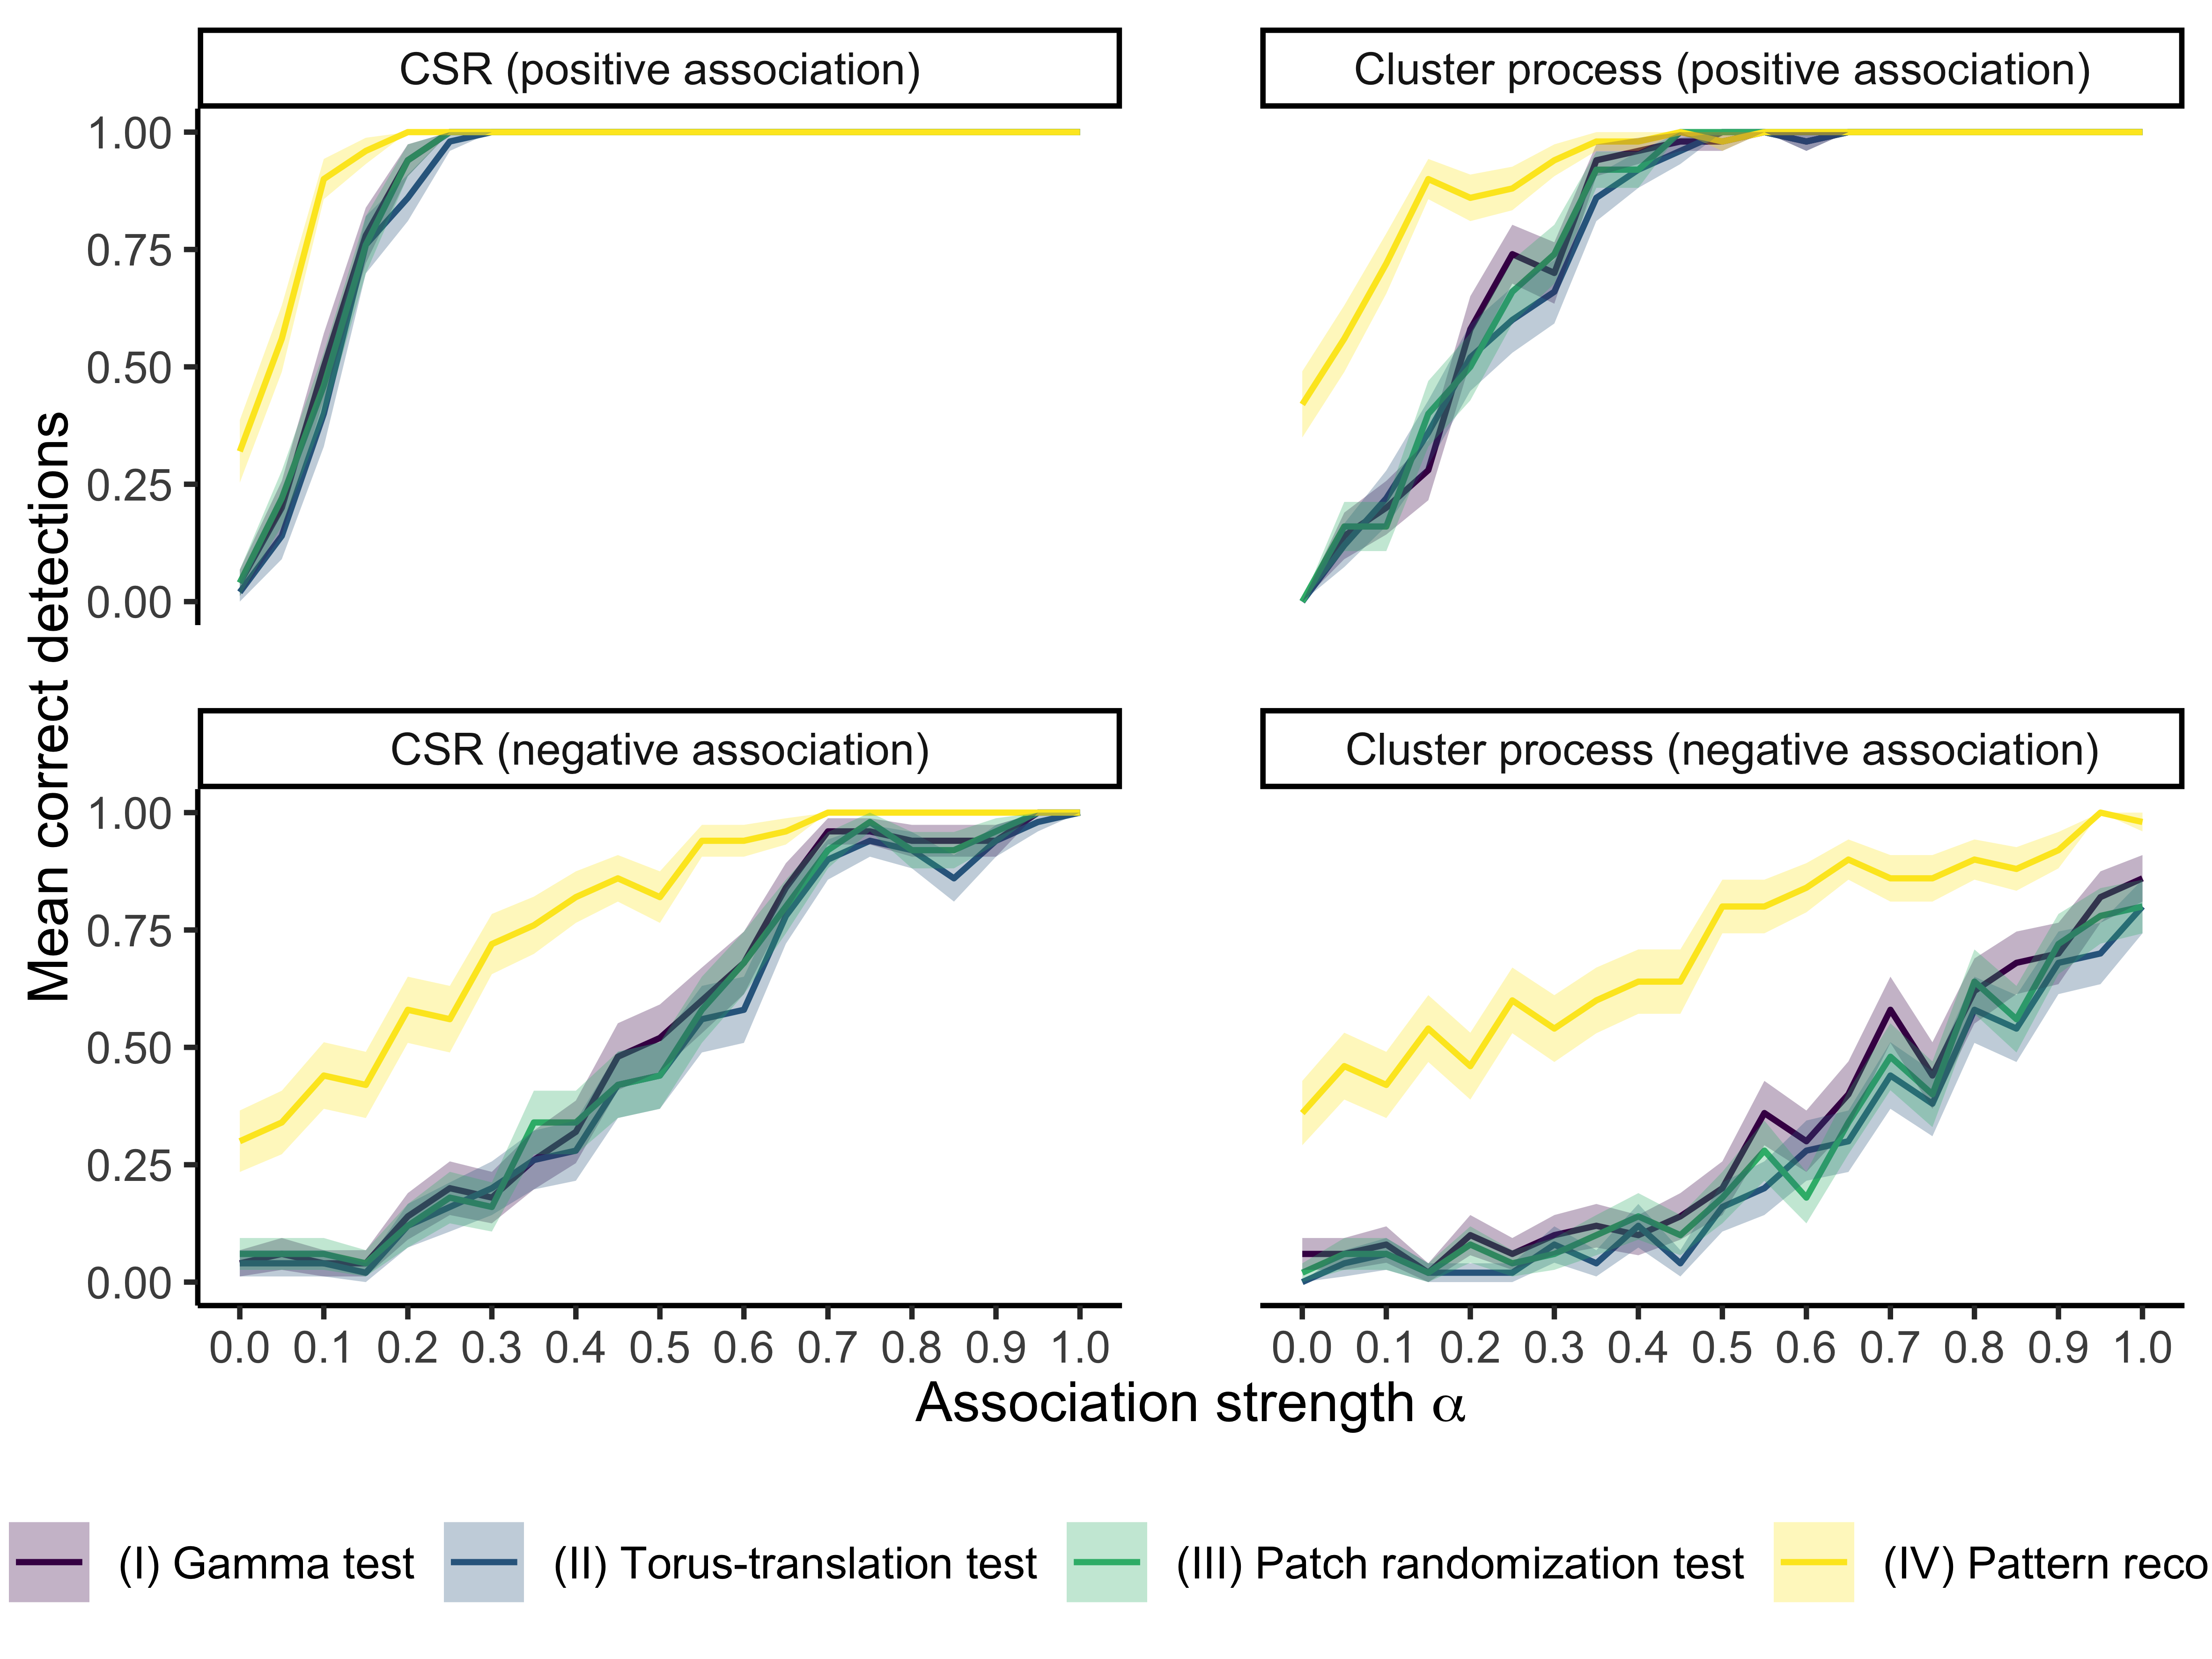 CSR (positive association)
Cluster process (positive association)
1.00
0.75
0.50
0.25
0.00
Mean correct detections
CSR (negative association)
Cluster process (negative association)
1.00
0.75
0.50
0.25
0.00
0.0 0.1 0.2 0.3 0.4 0.5 0.6 0.7 0.8 0.9 1.0
0.0 0.1 0.2 0.3 0.4 0.5 0.6 0.7 0.8 0.9 1.0
Association strength α
(I) Gamma test (II) Torus-translation test (III) Patch randomization test (IV) Pattern reco